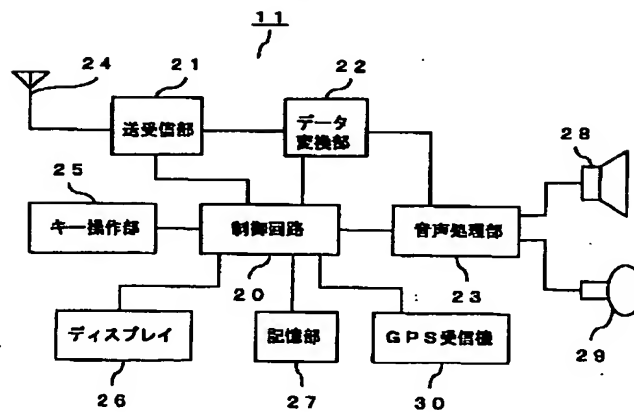 11
24
21
22
送受信部
データ
変換部
28
25
キー操作部
制御回路
音声処理部
20
23
ディスプレイ
記憶部
GPS受信機
29
26
27
30